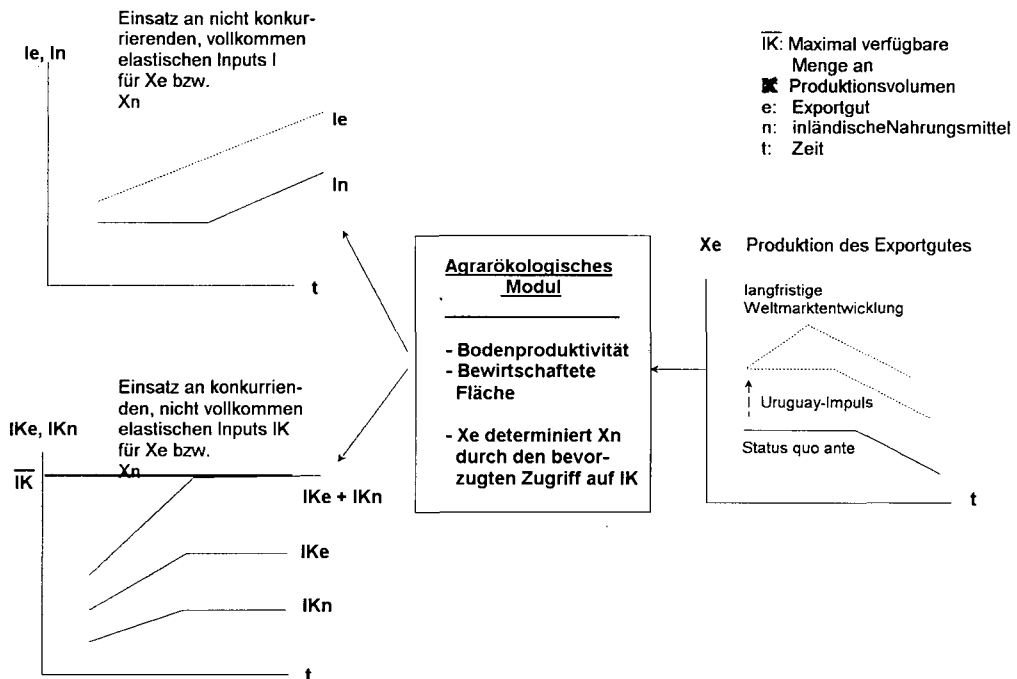 Einsatz an nicht konkur-
rierenden, vollkommen
elastischen Inputs I
für Xe bzw.
Xn
Ie, In
Ie
In
t
Einsatz an konkurrien-
den, nicht vollkommen
elastischen Inputs IK
für Xe bzw.
Xn
IKe, IKn
IK
IKe + IKn
IKe
IKn
t
Agrarökologisches
Modul
- Bodenproduktivität
- Bewirtschaftete
Fläche
- Xe determiniert Xn
durch den bevor-
zugten Zugriff auf IK
IK: Maximal verfügbare
Menge an
Produktionsvolumen
e: Exportgut
n: inländischeNahrungsmittel
t: Zeit
Xe Produktion des Exportgutes
langfristige
Weltmarktentwicklung
Uruguay-Impuls
Status quo ante
t